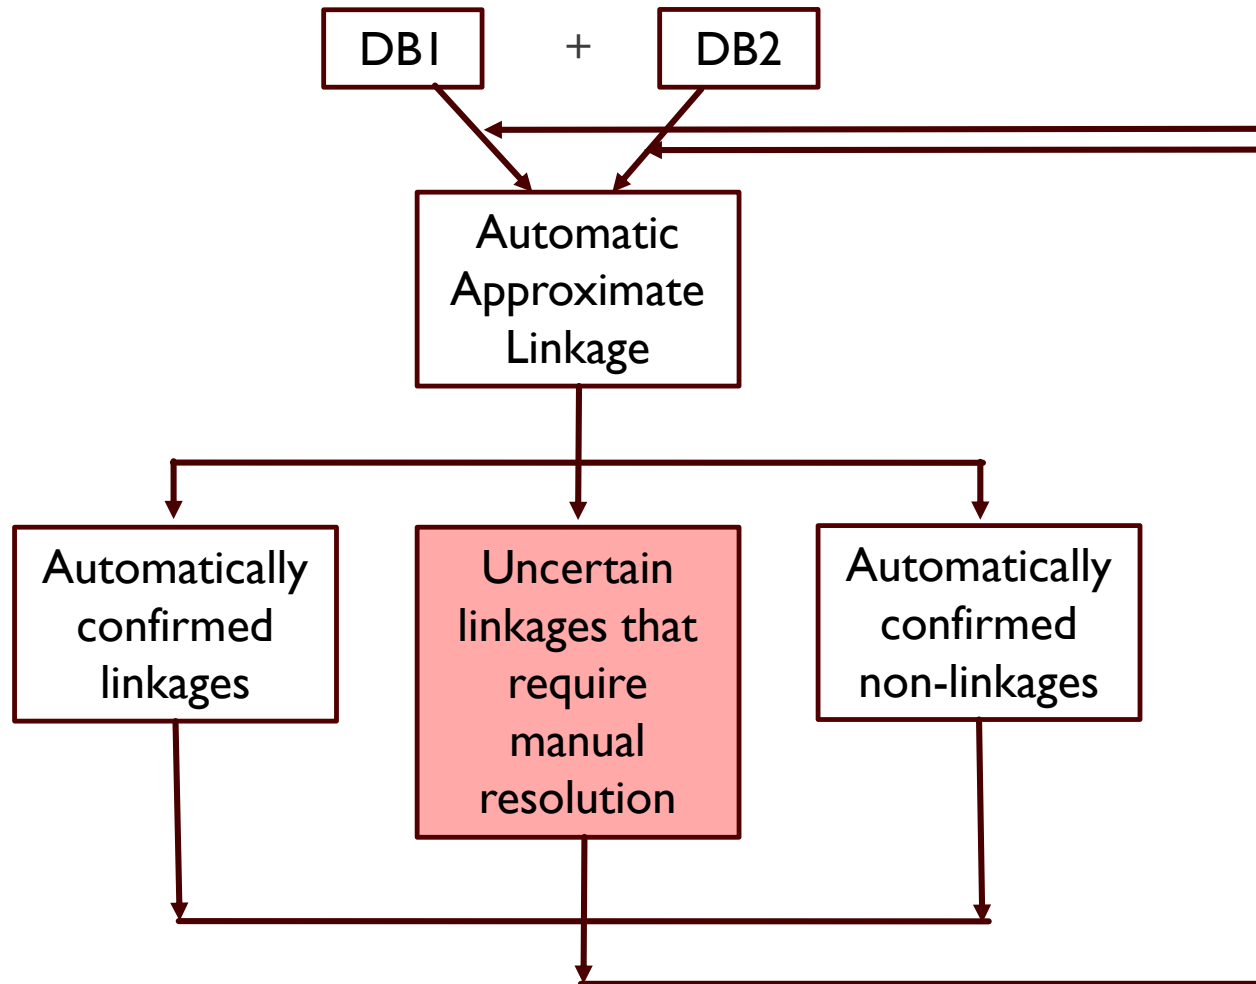 DB1 + DB2
Automatic
Approximate
Linkage
Automatically
confirmed
linkages
Uncertain
linkages that
require
manual
resolution
Automatically
confirmed
non-linkages